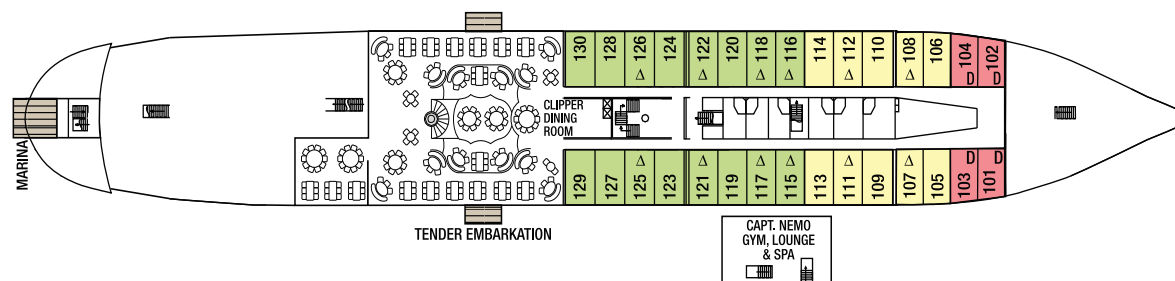 130 128 126 124 122 120 118 116 114 112 110 108 106 104 102
Δ Δ Δ Δ Δ Δ D D
MARINA
CLIPPER
DINING
ROOM
Δ Δ Δ Δ Δ Δ D D
129 127 125 123 121 119 117 115 113 111 109 107 105 103 101
TENDER EMBARKATION
CAPT. NEMO
GYM, LOUNGE
& SPA